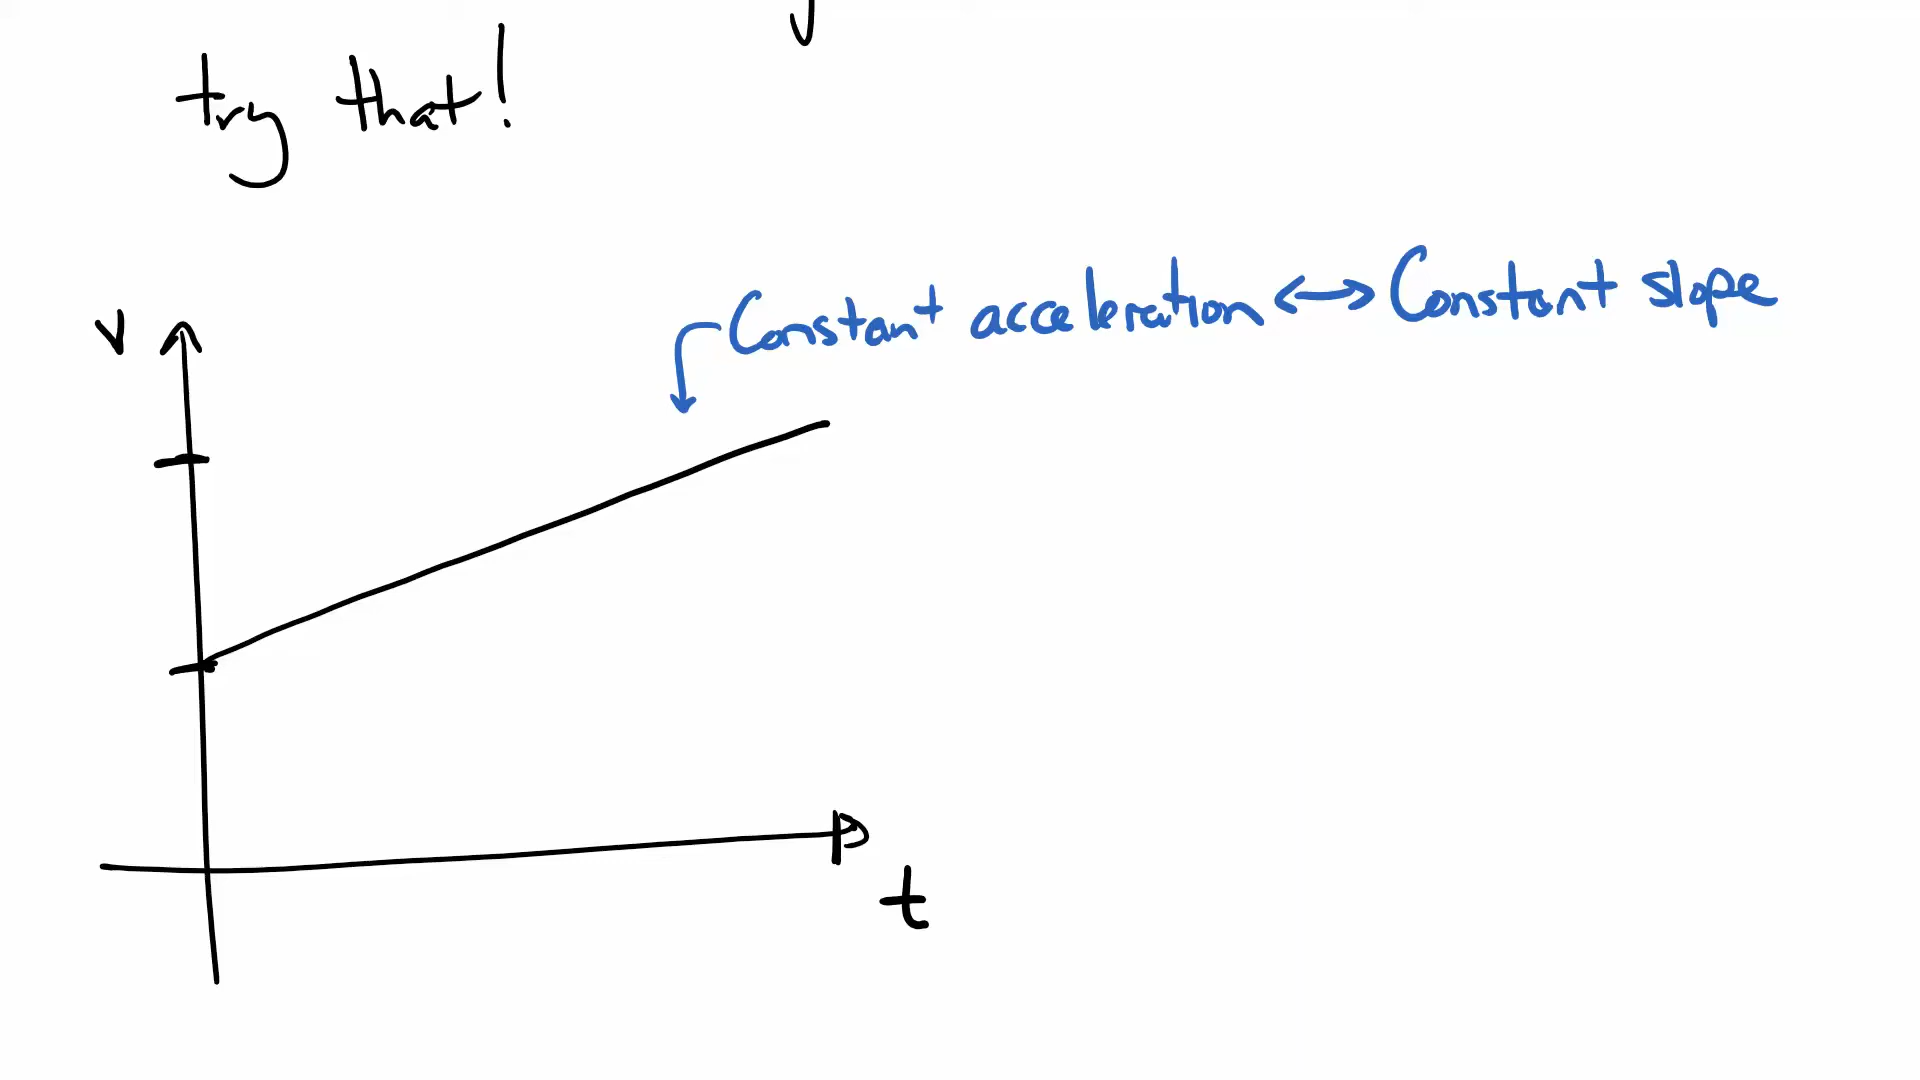 try that!
Constant acceleration ↔ Constant slope
v
t